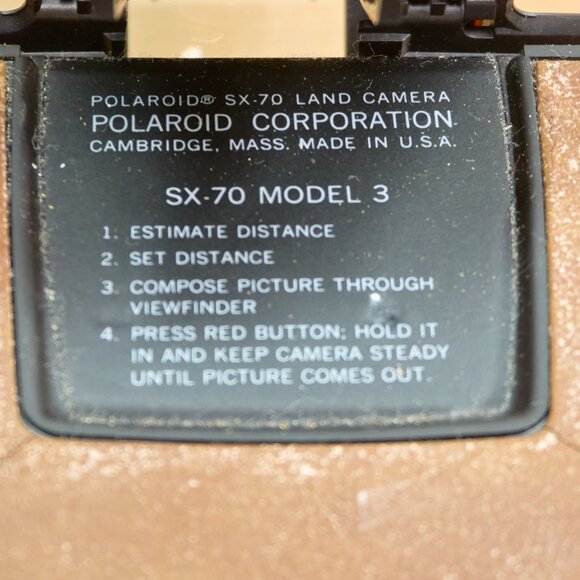 POLAROID® SX-70 LAND CAMERA
POLAROID CORPORATION
CAMBRIDGE, MASS. MADE IN U.S.A.
SX-70 MODEL 3
1. ESTIMATE DISTANCE
2. SET DISTANCE
3. COMPOSE PICTURE THROUGH
VIEWFINDER
4. PRESS RED BUTTON; HOLD IT
IN AND KEEP CAMERA STEADY
UNTIL PICTURE COMES OUT.